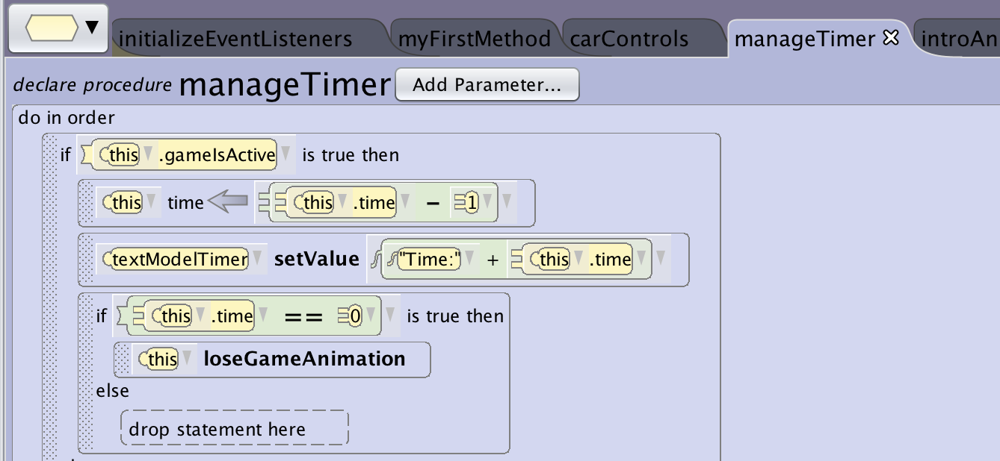 initializeEventListeners myFirstMethod carControls manageTimer introAn
declare procedure manageTimer Add Parameter...
do in order
if this .gameIsActive is true then
this time this .time − 1
textModelTimer setValue "Time:" + this .time
if this .time == 0 is true then
this loseGameAnimation
else
drop statement here